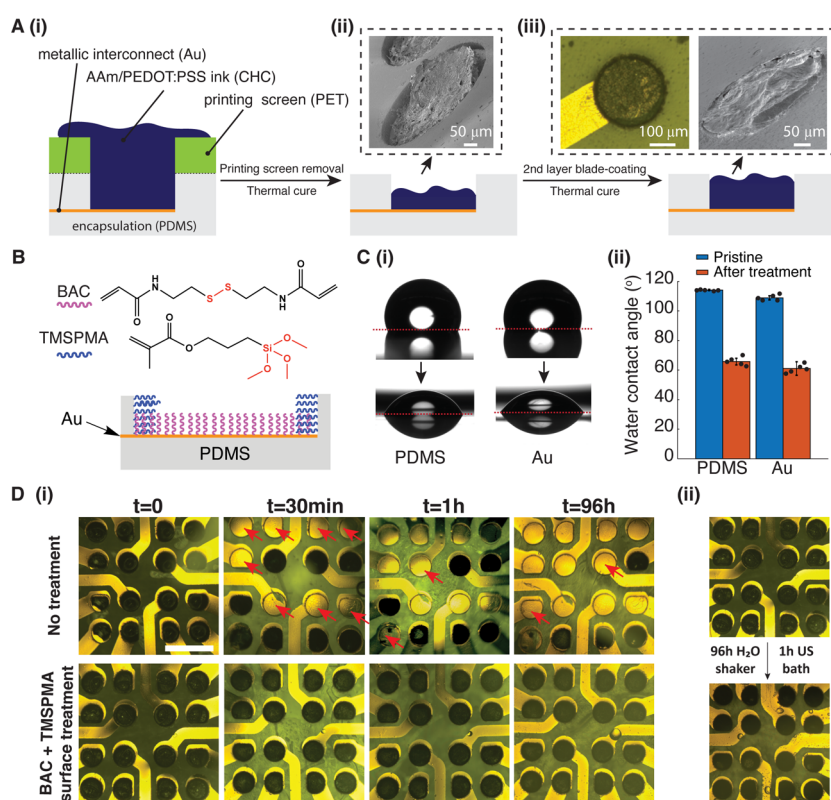 A (i)
metallic interconnect (Au)
AAm/PEDOT:PSS ink (CHC)
printing screen (PET)
encapsulation (PDMS)
Printing screen removal
Thermal cure
(ii)
50 μm
2nd layer blade-coating
Thermal cure
(iii)
100 μm
50 μm
B
BAC
O
N
H
S
S
H
N
O
TMSPMA
O
O
Si
O
O
O
Au
PDMS
C (i)
PDMS
Au
(ii)
Pristine
After treatment
Water contact angle (°)
120
100
80
60
40
20
0
PDMS
Au
D (i)
t=0
t=30min
t=1h
t=96h
No treatment
BAC + TMSPMA
surface treatment
(ii)
96h H₂O
shaker
1h US
bath